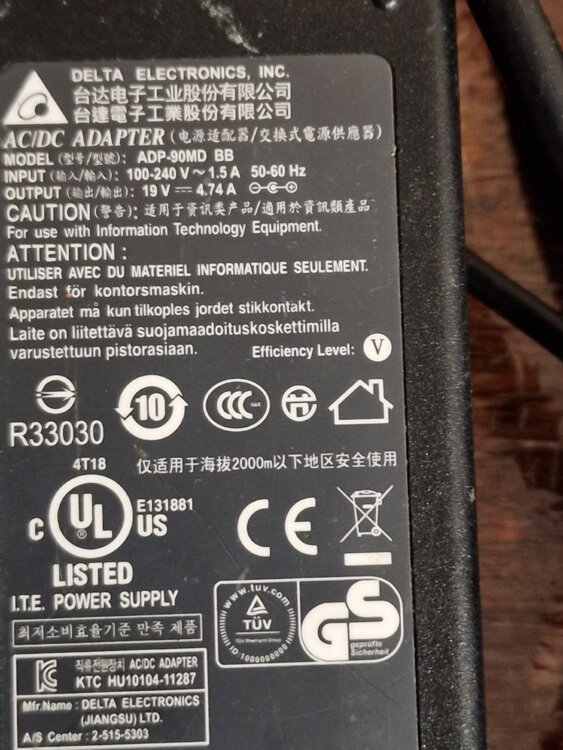 DELTA ELECTRONICS, INC.
台达电子工业股份有限公司
台達電子工業股份有限公司
AC/DC ADAPTER (电源适配器/交换式電源供應器)
MODEL (型号/型號): ADP-90MD BB
INPUT (输入/輸入): 100-240 V ~ 1.5 A 50-60 Hz
OUTPUT (输出/輸出): 19 V ⎓ 4.74 A
CAUTION (警告): 适用于资讯类产品/適用於資訊類產品
For use with Information Technology Equipment.
ATTENTION :
UTILISER AVEC DU MATERIEL INFORMATIQUE SEULEMENT.
Endast för kontorsmaskin.
Apparatet må kun tilkoples jordet stikkontakt.
Laite on liitettävä suojamaadoituskoskettimilla
varustettuun pistorasiaan. Efficiency Level: V
10 CCC
R33030
4T18 仅适用于海拔2000m以下地区安全使用
C UL ® US E131881
LISTED
CE
I.T.E. POWER SUPPLY
www.tuv.com
TÜV
ID:1000000000
GS
geprüfte
Sicherheit
최저소비효율기준 만족 제품
직류전원장치 AC/DC ADAPTER
KTC HU10104-11287
Mfr.Name : DELTA ELECTRONICS
(JIANGSU) LTD.
A/S Center : 2-515-5303